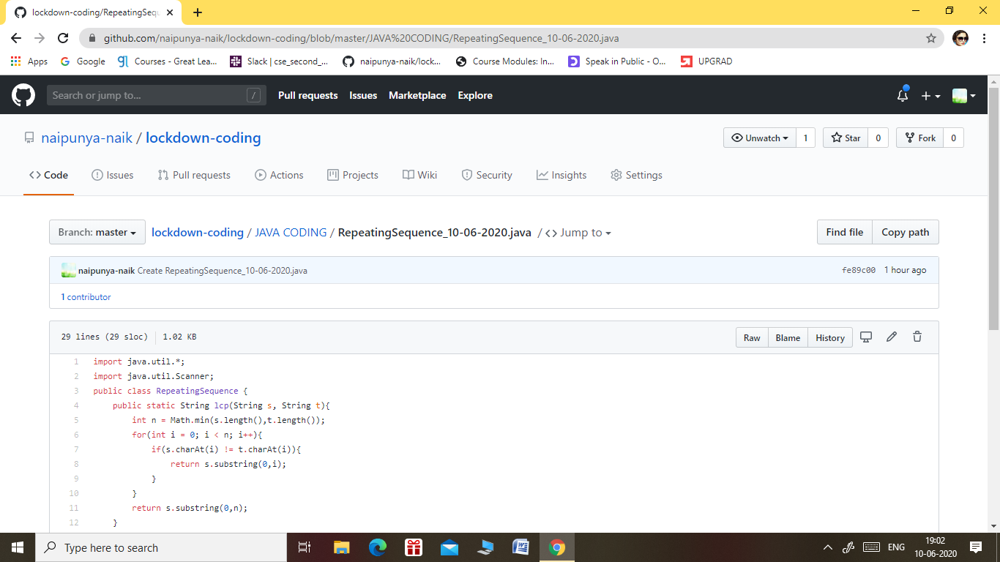 lockdown-coding/RepeatingSequ
github.com/naipunya-naik/lockdown-coding/blob/master/JAVA%20CODING/RepeatingSequence_10-06-2020.java
Apps Google Courses - Great Lea... Slack | cse_second_... naipunya-naik/lock... Course Modules: In... Speak in Public - O... UPGRAD
Search or jump to... / Pull requests Issues Marketplace Explore
naipunya-naik / lockdown-coding Unwatch 1 Star 0 Fork 0
Code Issues Pull requests Actions Projects Wiki Security Insights Settings
Branch: master lockdown-coding / JAVA CODING / RepeatingSequence_10-06-2020.java / <> Jump to Find file Copy path
naipunya-naik Create RepeatingSequence_10-06-2020.java fe89c00 1 hour ago
1 contributor
29 lines (29 sloc) 1.02 KB Raw Blame History
1 import java.util.*;
2 import java.util.Scanner;
3 public class RepeatingSequence {
4 public static String lcp(String s, String t){
5 int n = Math.min(s.length(),t.length());
6 for(int i = 0; i < n; i++){
7 if(s.charAt(i) != t.charAt(i)){
8 return s.substring(0,i);
9 }
10 }
11 return s.substring(0,n);
12 }
Type here to search ENG 19:02
10-06-2020